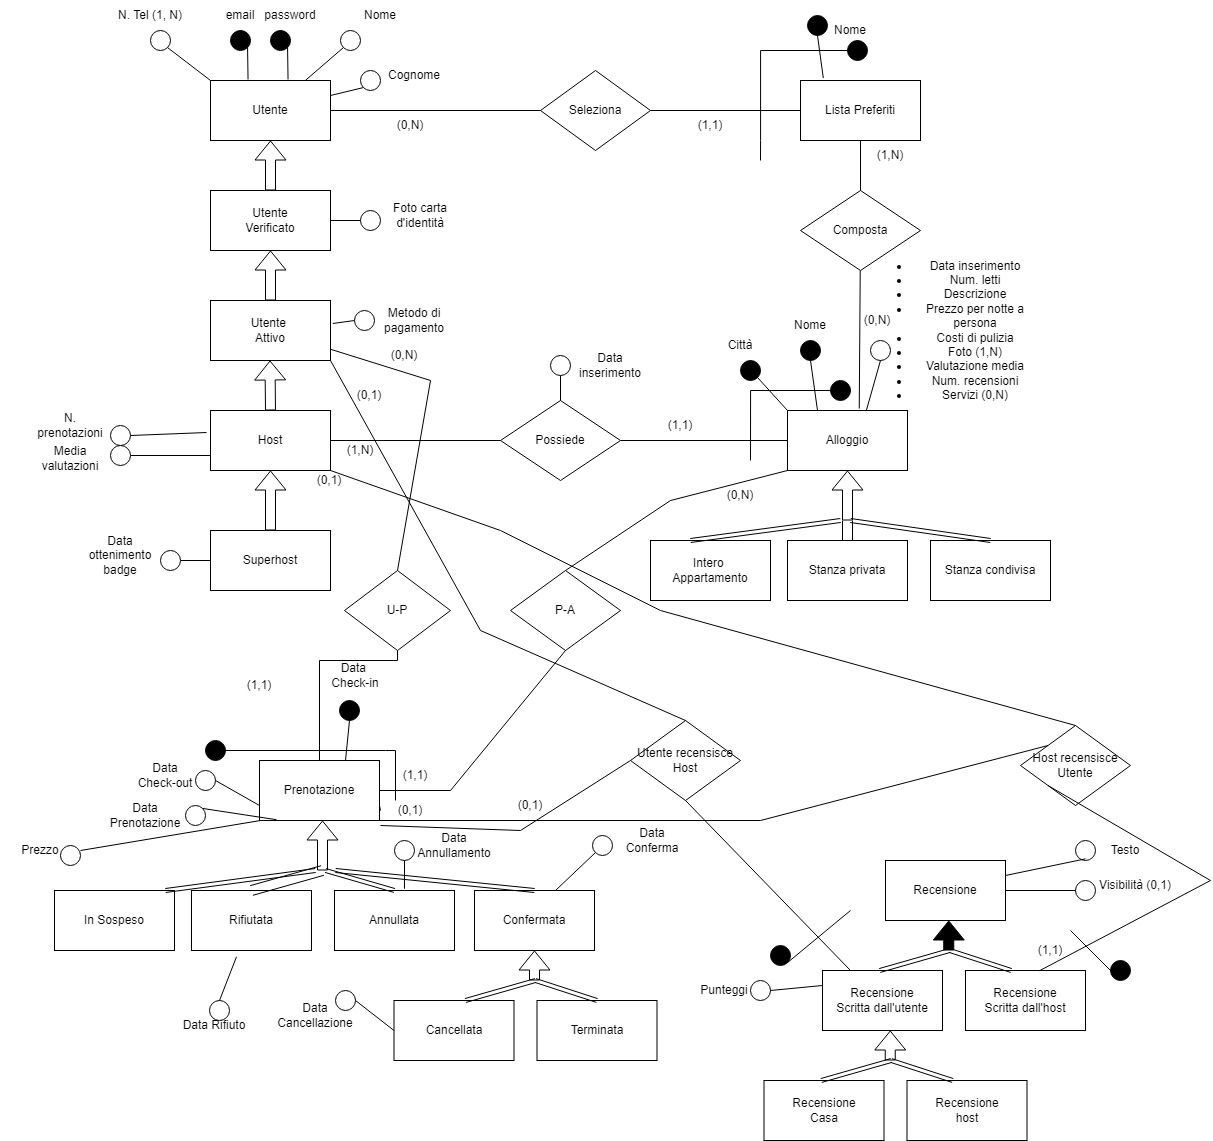 N. Tel (1, N)
email
password
Nome
Cognome
Utente
(0,N)
Seleziona
(1,1)
Nome
Lista Preferiti
(1,N)
Utente
Verificato
Foto carta
d'identità
Composta
Data inserimento
Num. letti
Descrizione
Prezzo per notte a
persona
Costi di pulizia
Foto (1,N)
Valutazione media
Num. recensioni
Servizi (0,N)
(0,N)
Utente
Attivo
Metodo di
pagamento
(0,N)
Nome
Città
Data
inserimento
(0,1)
N.
prenotazioni
Media
valutazioni
Host
(1,N)
(0,1)
Possiede
(1,1)
Alloggio
(0,N)
Data
ottenimento
badge
Superhost
Intero
Appartamento
Stanza privata
Stanza condivisa
U-P
P-A
(1,1)
Data
Check-in
Data
Check-out
Data
Prenotazione
Prezzo
Prenotazione
(1,1)
(0,1)
(0,1)
Utente recensisce
Host
Host recensisce
Utente
Data
Annullamento
Data
Conferma
Testo
Visibilità (0,1)
Recensione
In Sospeso
Rifiutata
Annullata
Confermata
(1,1)
Punteggi
Recensione
Scritta dall'utente
Recensione
Scritta dall'host
Data Rifiuto
Data
Cancellazione
Cancellata
Terminata
Recensione
Casa
Recensione
host